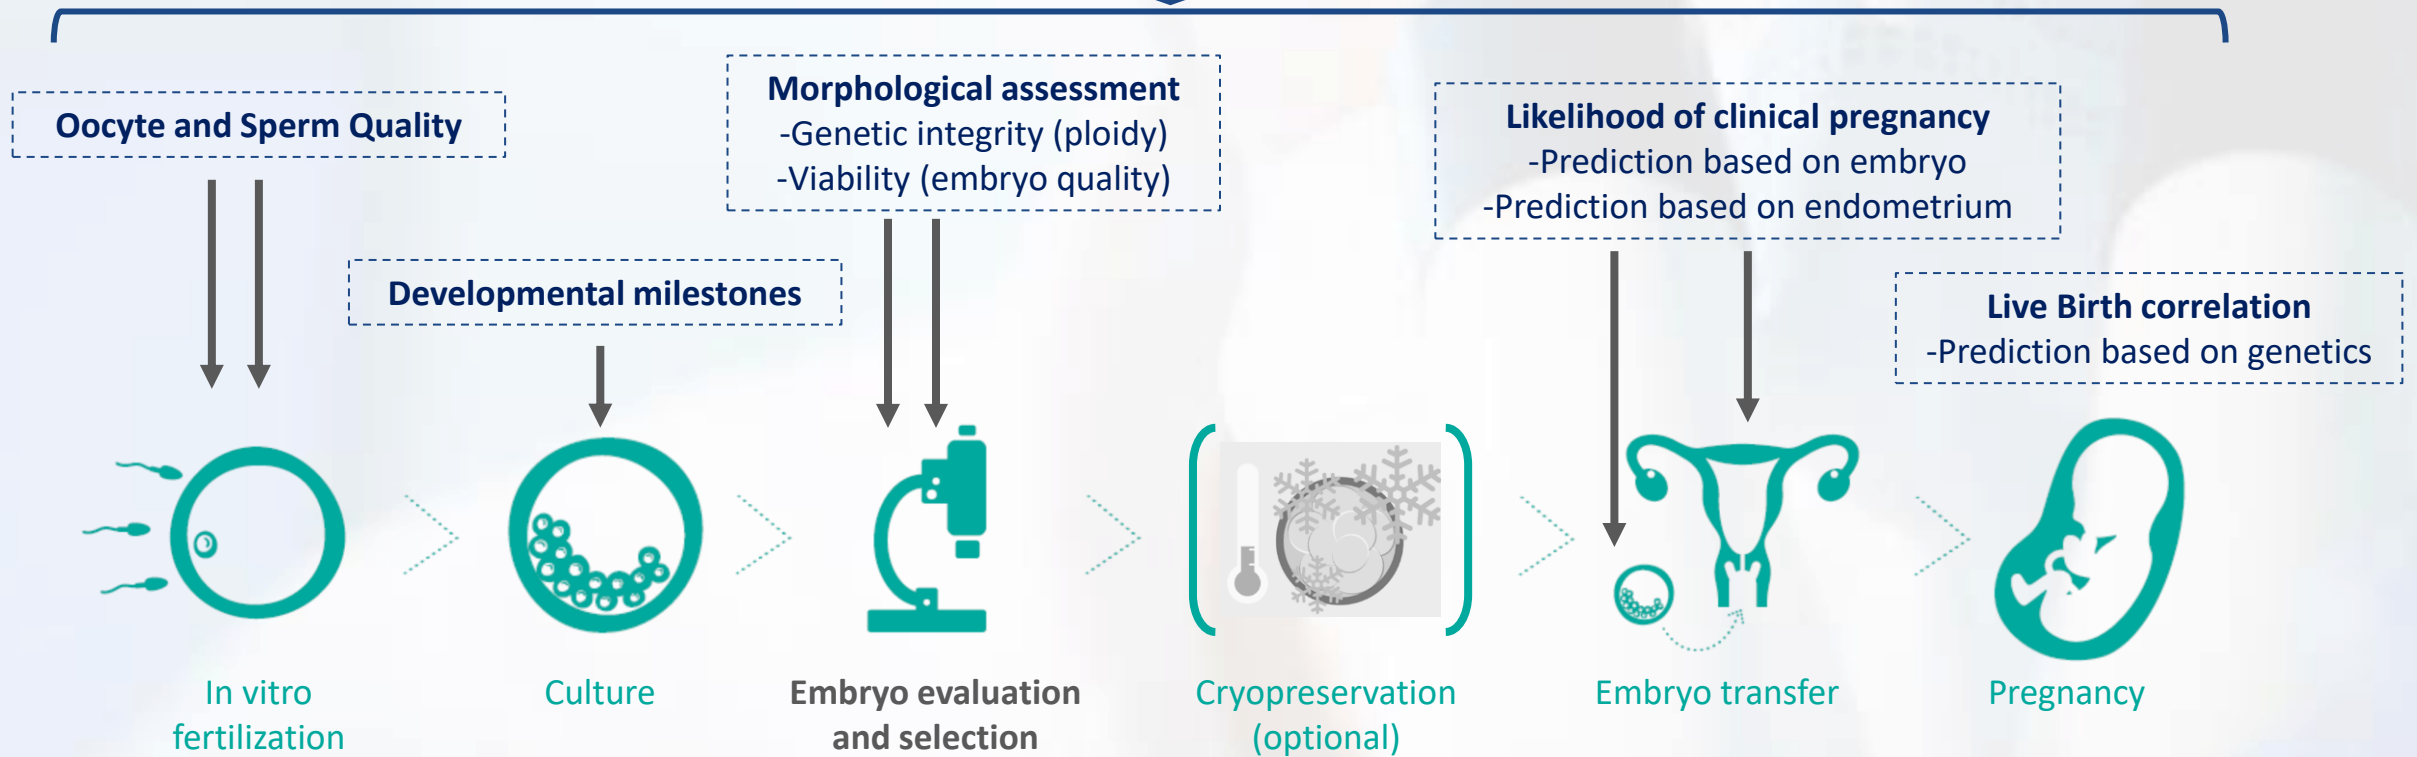 Oocyte and Sperm Quality
Developmental milestones
Morphological assessment
-Genetic integrity (ploidy)
-Viability (embryo quality)
Likelihood of clinical pregnancy
-Prediction based on embryo
-Prediction based on endometrium
Live Birth correlation
-Prediction based on genetics
In vitro
fertilization
Culture
Embryo evaluation
and selection
Cryopreservation
(optional)
Embryo transfer
Pregnancy